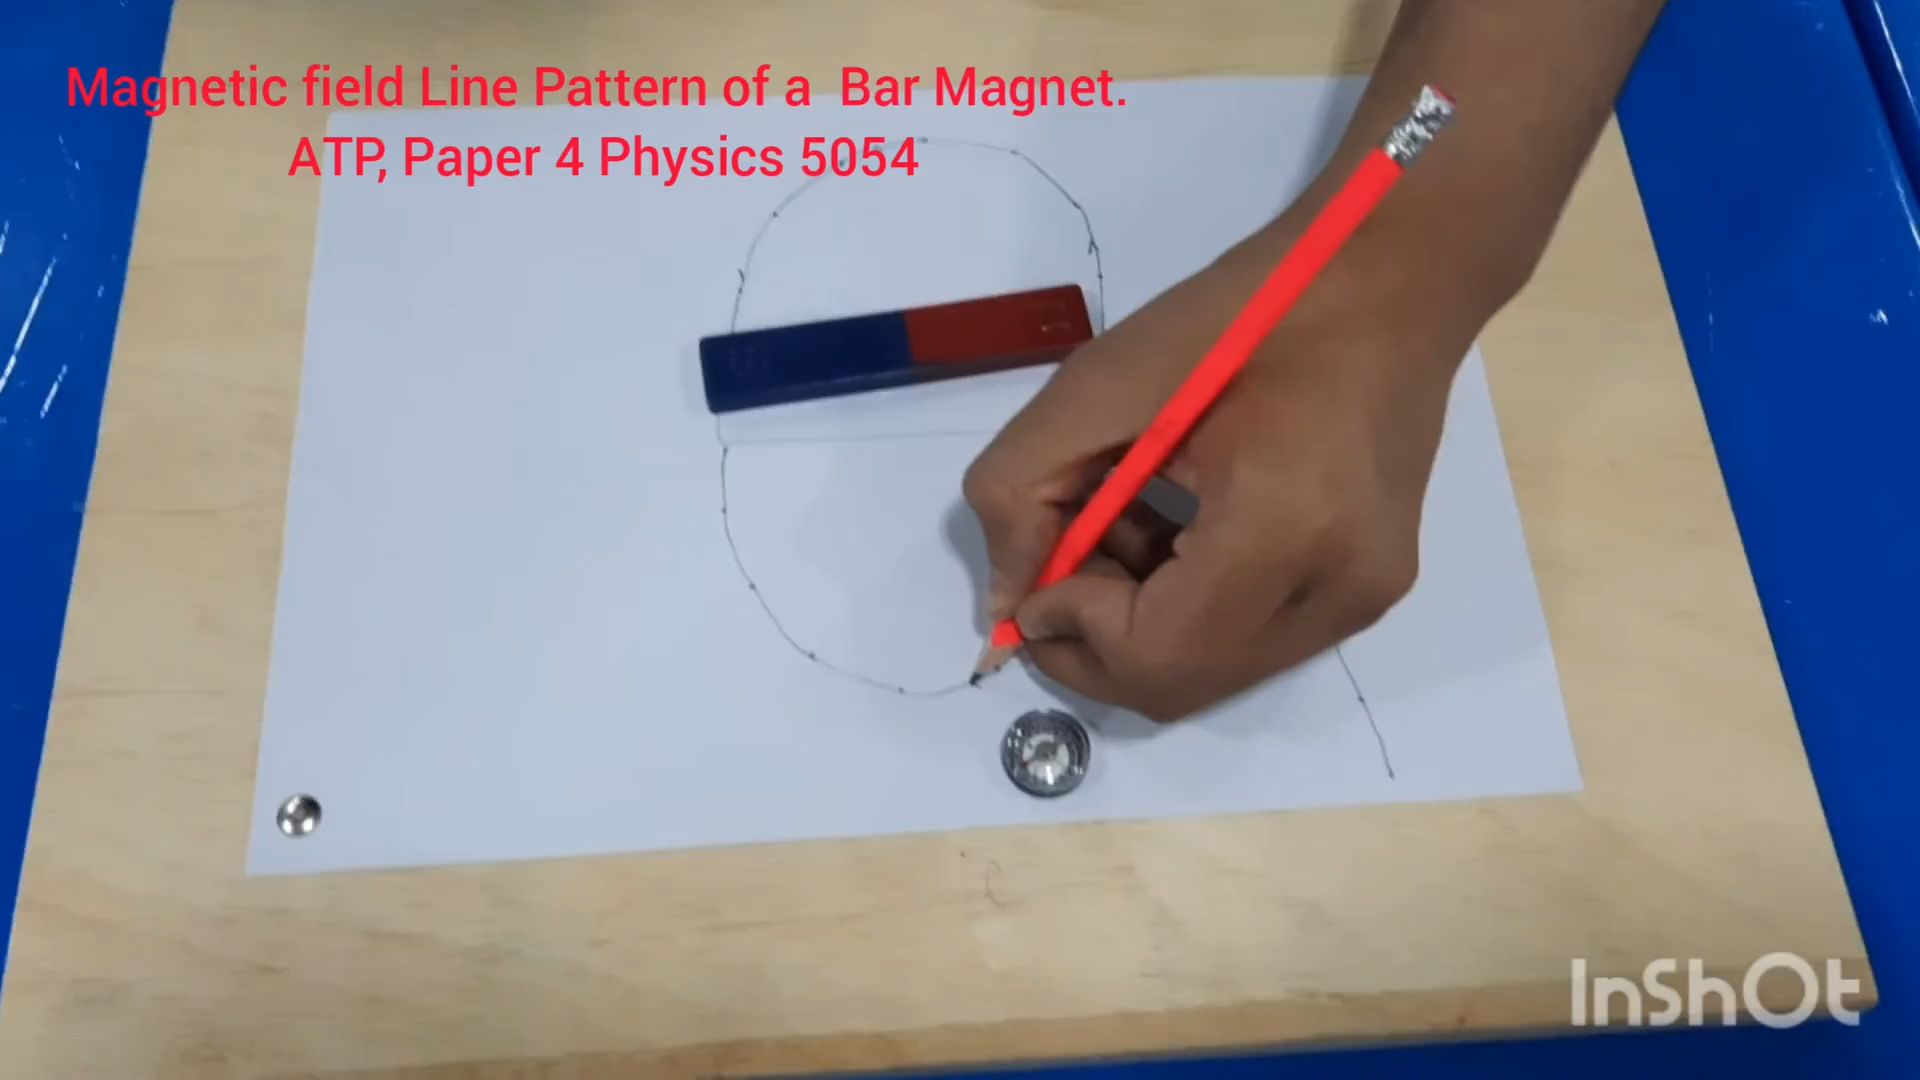 Magnetic field Line Pattern of a Bar Magnet.
ATP, Paper 4 Physics 5054
InShOt